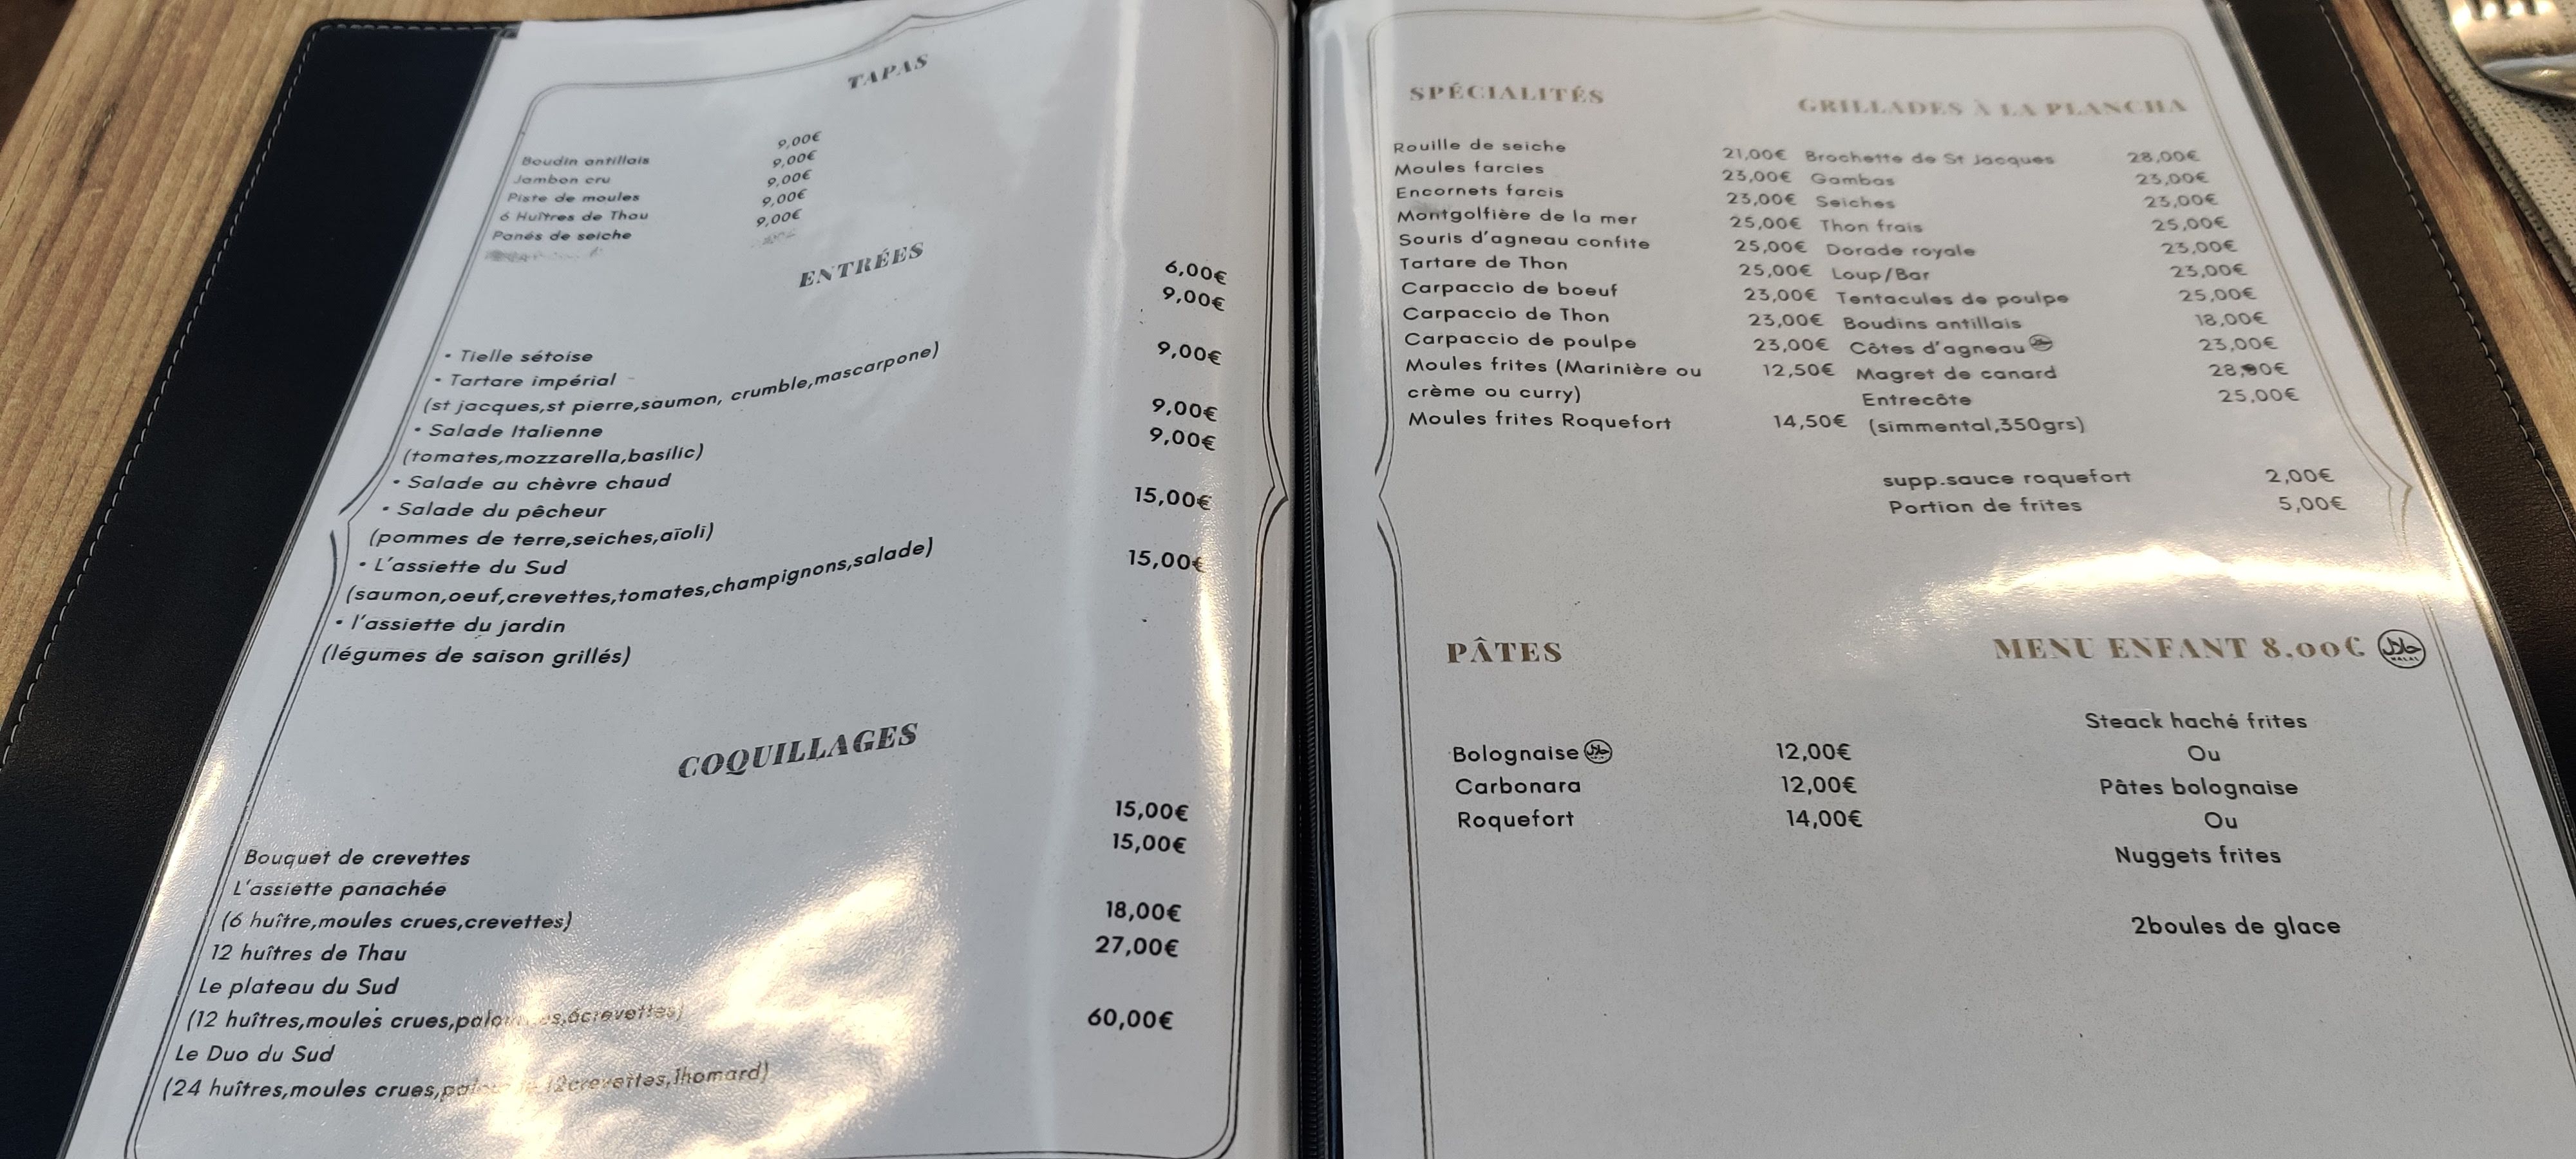 TAPAS
Boudin antillais 9,00€
Jambon cru 9,00€
Piste de moules 9,00€
6 Huîtres de Thau 9,00€
Panés de seiche 9,00€
ENTRÉES
• Tielle sétoise 6,00€
• Tartare impérial 9,00€
(st jacques,st pierre,saumon, crumble,mascarpone)
• Salade Italienne 9,00€
(tomates,mozzarella,basilic)
• Salade au chèvre chaud 9,00€
• Salade du pêcheur 9,00€
(pommes de terre,seiches,aïoli)
• L'assiette du Sud 15,00€
(saumon,oeuf,crevettes,tomates,champignons,salade)
• l'assiette du jardin 15,00€
(légumes de saison grillés)
COQUILLAGES
Bouquet de crevettes 15,00€
L'assiette panachée 15,00€
(6 huître,moules crues,crevettes)
12 huîtres de Thau 18,00€
Le plateau du Sud 27,00€
(12 huîtres,moules crues, 6crevettes)
Le Duo du Sud 60,00€
(24 huîtres,moules crues, 12crevettes,1homard)
SPÉCIALITÉS
Rouille de seiche 21,00€
Moules farcies 23,00€
Encornets farcis 23,00€
Montgolfière de la mer 25,00€
Souris d'agneau confite 25,00€
Tartare de Thon 25,00€
Carpaccio de boeuf 23,00€
Carpaccio de Thon 23,00€
Carpaccio de poulpe 23,00€
Moules frites (Marinière ou 12,50€
crème ou curry)
Moules frites Roquefort 14,50€
GRILLADES À LA PLANCHA
Brochette de St Jacques 28,00€
Gambas 23,00€
Seiches 23,00€
Thon frais 25,00€
Dorade royale 23,00€
Loup/Bar 23,00€
Tentacules de poulpe 25,00€
Boudins antillais 18,00€
Côtes d'agneau 23,00€
Magret de canard 28,00€
Entrecôte 25,00€
(simmental,350grs)
supp.sauce roquefort 2,00€
Portion de frites 5,00€
PÂTES
Bolognaise حلال 12,00€
Carbonara 12,00€
Roquefort 14,00€
MENU ENFANT 8.00€ حلال HALAL
Steack haché frites
Ou
Pâtes bolognaise
Ou
Nuggets frites
2boules de glace